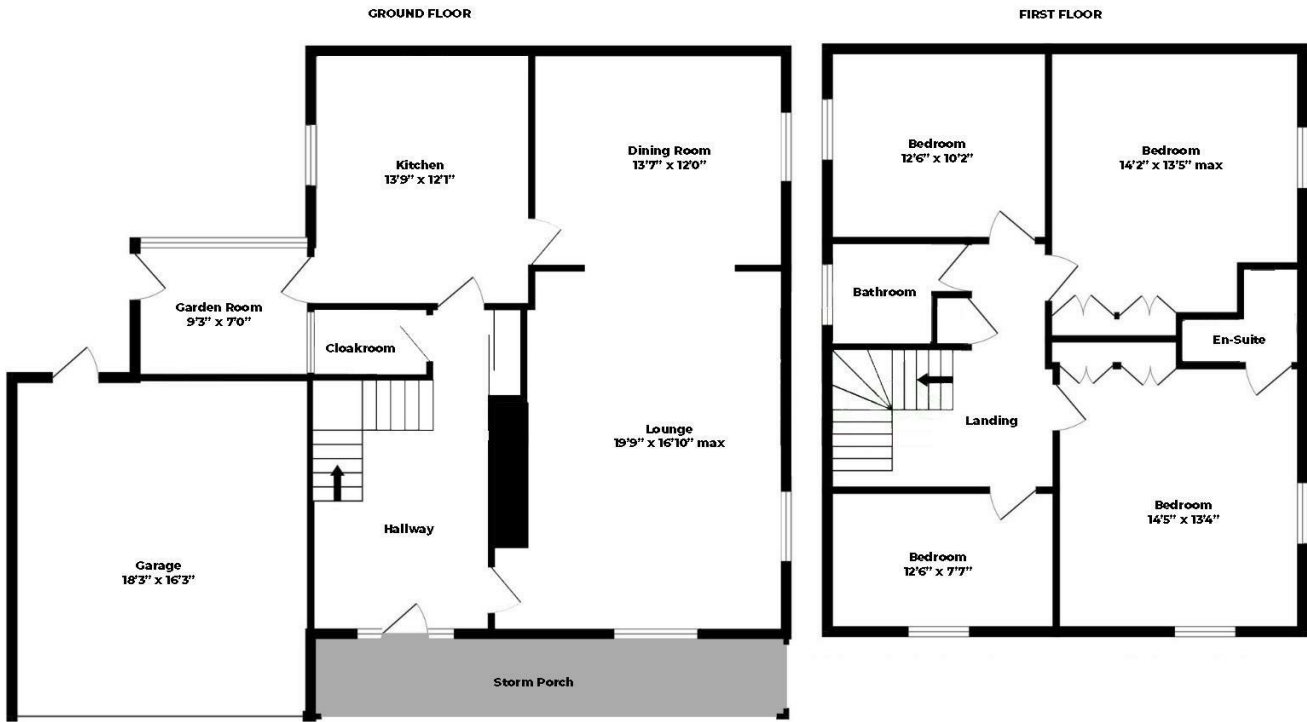 GROUND FLOOR
Kitchen
13'9" x 12'1"
Dining Room
13'7" x 12'0"
Garden Room
9'3" x 7'0"
Cloakroom
Lounge
19'9" x 16'10" max
Hallway
Garage
18'3" x 16'3"
Storm Porch
FIRST FLOOR
Bedroom
12'6" x 10'2"
Bedroom
14'2" x 13'5" max
Bathroom
En-Suite
Landing
Bedroom
14'5" x 13'4"
Bedroom
12'6" x 7'7"